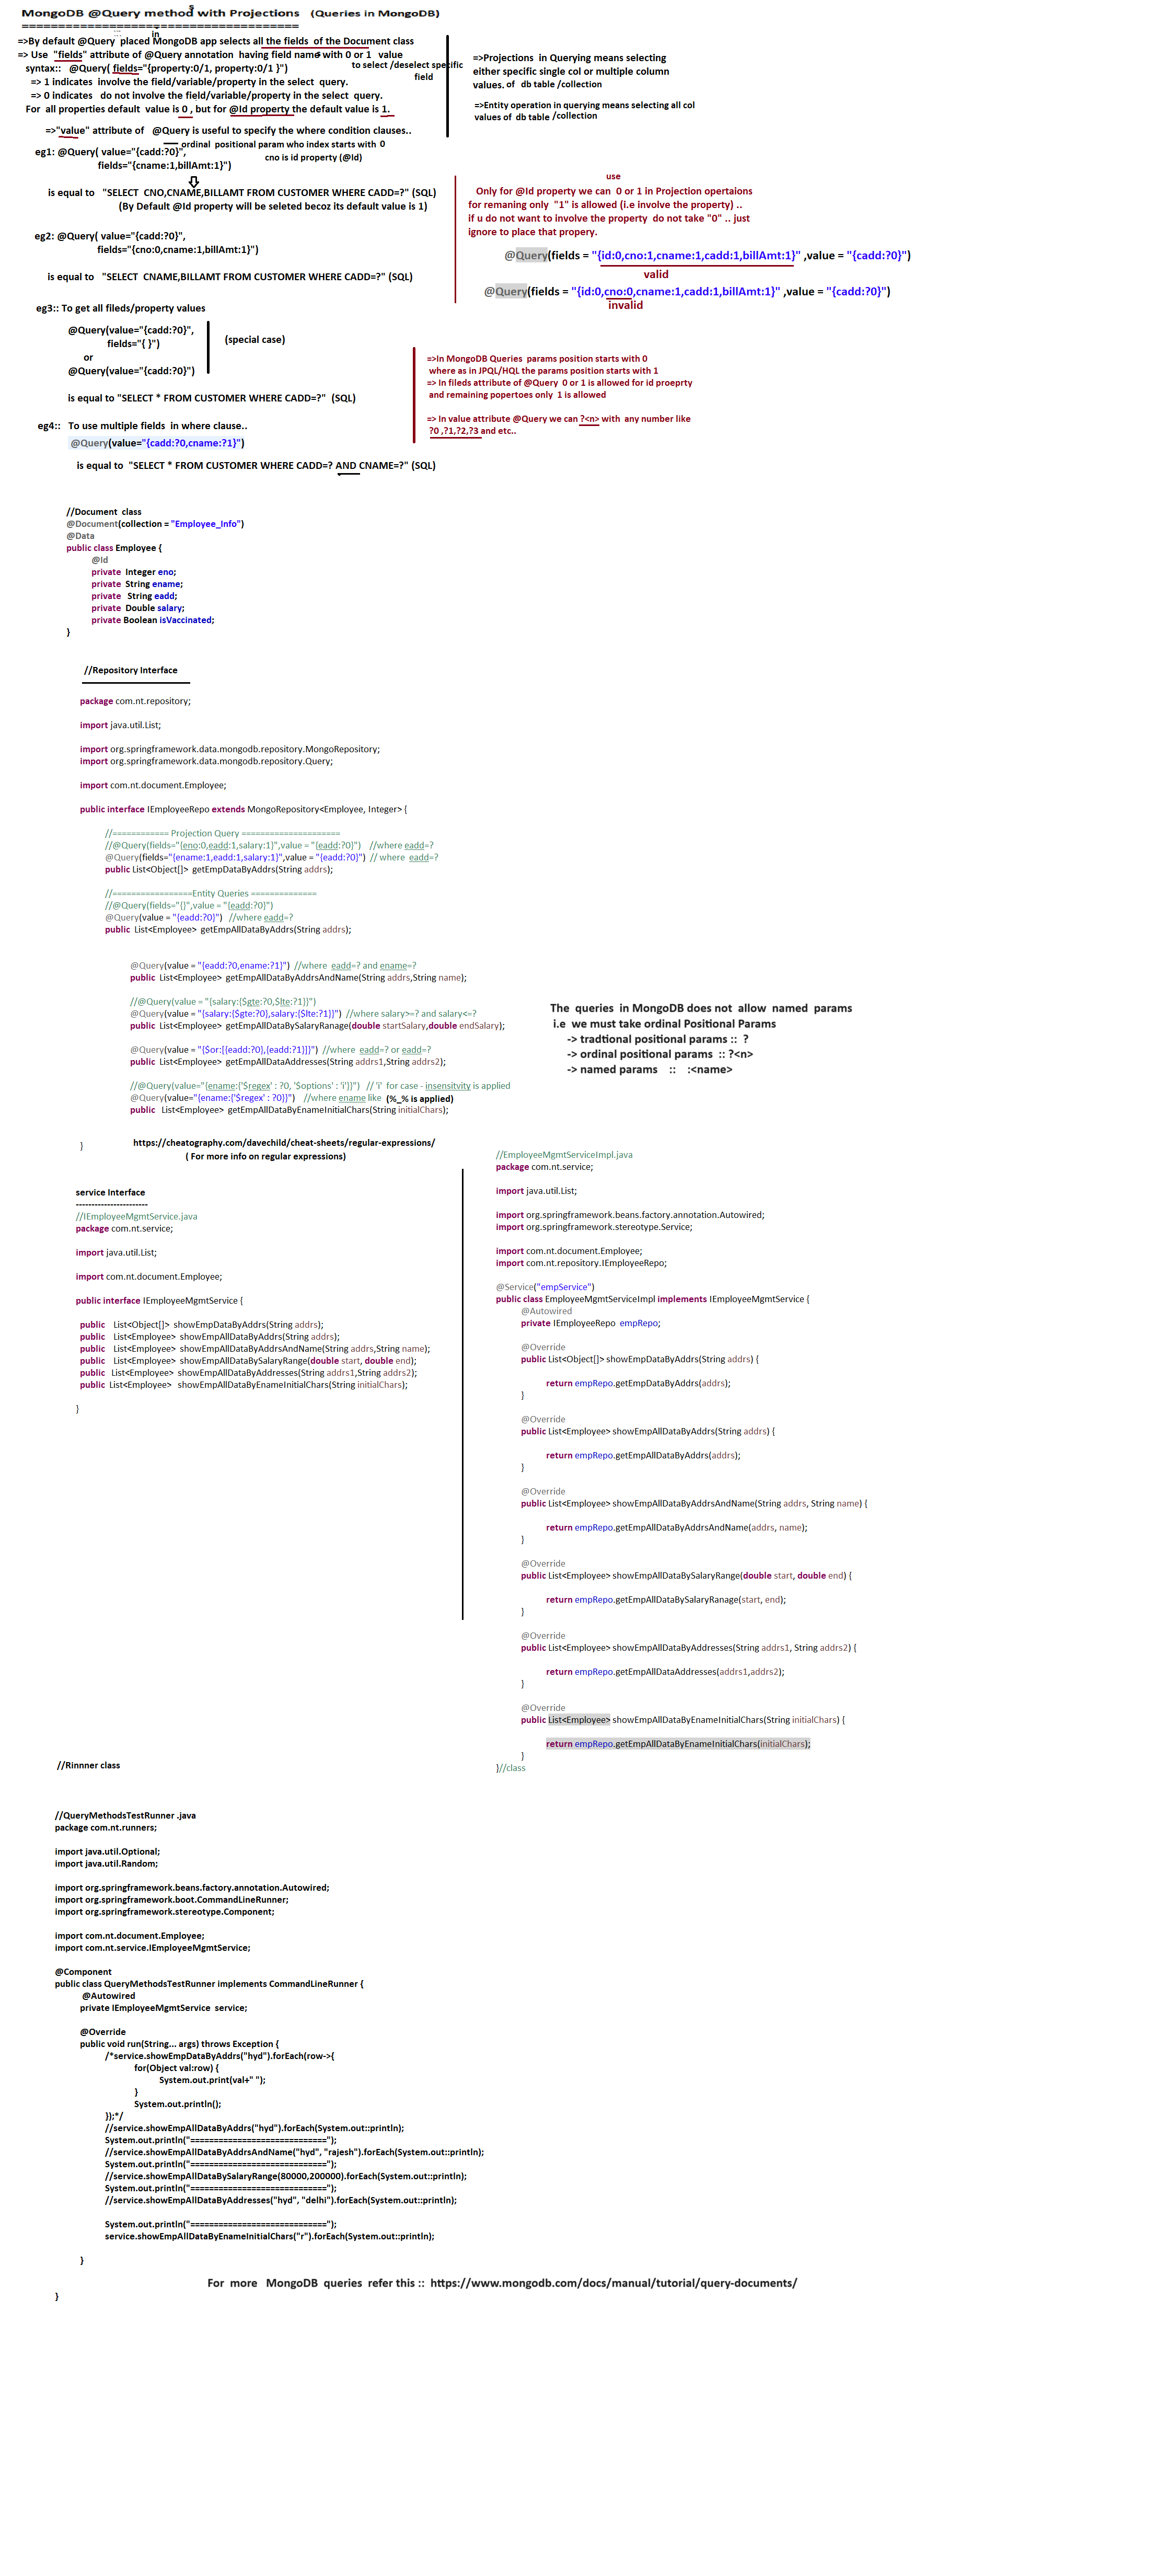 MongoDB @Query methods with Projections (Queries in MongoDB)
=====================================
=>By default @Query placed in MongoDB app selects all the fields of the Document class
=> Use "fields" attribute of @Query annotation having field names with 0 or 1 value
to select /deselect specific
field
syntax:: @Query( fields="{property:0/1, property:0/1 }")
=> 1 indicates involve the field/variable/property in the select query.
=> 0 indicates do not involve the field/variable/property in the select query.
For all properties default value is 0 , but for @Id property the default value is 1.
=>"value" attribute of @Query is useful to specify the where condition clauses..
=>Projections in Querying means selecting
either specific single col or multiple column
values. of db table /collection
=>Entity operation in querying means selecting all col
values of db table /collection
ordinal positional param who index starts with 0
eg1: @Query( value="{cadd:?0}",
cno is id property (@Id)
fields="{cname:1,billAmt:1}")
is equal to "SELECT CNO,CNAME,BILLAMT FROM CUSTOMER WHERE CADD=?" (SQL)
(By Default @Id property will be seleted becoz its default value is 1)
eg2: @Query( value="{cadd:?0}",
fields="{cno:0,cname:1,billAmt:1}")
is equal to "SELECT CNAME,BILLAMT FROM CUSTOMER WHERE CADD=?" (SQL)
use
Only for @Id property we can 0 or 1 in Projection opertaions
for remaning only "1" is allowed (i.e involve the property) ..
if u do not want to involve the property do not take "0" .. just
ignore to place that propery.
@Query(fields = "{id:0,cno:1,cname:1,cadd:1,billAmt:1}" ,value = "{cadd:?0}")
valid
@Query(fields = "{id:0,cno:0,cname:1,cadd:1,billAmt:1}" ,value = "{cadd:?0}")
invalid
eg3:: To get all fileds/property values
@Query(value="{cadd:?0}",
fields="{ }")
or
@Query(value="{cadd:?0}")
(special case)
is equal to "SELECT * FROM CUSTOMER WHERE CADD=?" (SQL)
eg4:: To use multiple fields in where clause..
@Query(value="{cadd:?0,cname:?1}")
is equal to "SELECT * FROM CUSTOMER WHERE CADD=? AND CNAME=?" (SQL)
=>In MongoDB Queries params position starts with 0
where as in JPQL/HQL the params position starts with 1
=> In fileds attribute of @Query 0 or 1 is allowed for id proeprty
and remaining popertoes only 1 is allowed
=> In value attribute @Query we can ?<n> with any number like
?0 ,?1,?2,?3 and etc..
//Document class
@Document(collection = "Employee_Info")
@Data
public class Employee {
@Id
private Integer eno;
private String ename;
private String eadd;
private Double salary;
private Boolean isVaccinated;
}
//Repository Interface
package com.nt.repository;
import java.util.List;
import org.springframework.data.mongodb.repository.MongoRepository;
import org.springframework.data.mongodb.repository.Query;
import com.nt.document.Employee;
public interface IEmployeeRepo extends MongoRepository<Employee, Integer> {
//============ Projection Query =====================
//@Query(fields="{eno:0,eadd:1,salary:1}",value = "{eadd:?0}") //where eadd=?
@Query(fields="{ename:1,eadd:1,salary:1}",value = "{eadd:?0}") // where eadd=?
public List<Object[]> getEmpDataByAddrs(String addrs);
//=================Entity Queries ==============
//@Query(fields="{}",value = "{eadd:?0}")
@Query(value = "{eadd:?0}") //where eadd=?
public List<Employee> getEmpAllDataByAddrs(String addrs);
@Query(value = "{eadd:?0,ename:?1}") //where eadd=? and ename=?
public List<Employee> getEmpAllDataByAddrsAndName(String addrs,String name);
//@Query(value = "{salary:{$gte:?0,$lte:?1}}")
@Query(value = "{salary:{$gte:?0},salary:{$lte:?1}}") //where salary>=? and salary<=?
public List<Employee> getEmpAllDataBySalaryRanage(double startSalary,double endSalary);
@Query(value = "{$or:[{eadd:?0},{eadd:?1}]}") //where eadd=? or eadd=?
public List<Employee> getEmpAllDataAddresses(String addrs1,String addrs2);
//@Query(value="{ename:{'$regex' : ?0, '$options' : 'i'}}") // 'i' for case - insensitvity is applied
@Query(value="{ename:{'$regex' : ?0}}") //where ename like (%_% is applied)
public List<Employee> getEmpAllDataByEnameInitialChars(String initialChars);
}
The queries in MongoDB does not allow named params
i.e we must take ordinal Positional Params
-> tradtional positional params :: ?
-> ordinal positional params :: ?<n>
-> named params :: :<name>
https://cheatography.com/davechild/cheat-sheets/regular-expressions/
( For more info on regular expressions)
service Interface
-----------------------
//IEmployeeMgmtService.java
package com.nt.service;
import java.util.List;
import com.nt.document.Employee;
public interface IEmployeeMgmtService {
public List<Object[]> showEmpDataByAddrs(String addrs);
public List<Employee> showEmpAllDataByAddrs(String addrs);
public List<Employee> showEmpAllDataByAddrsAndName(String addrs,String name);
public List<Employee> showEmpAllDataBySalaryRange(double start, double end);
public List<Employee> showEmpAllDataByAddresses(String addrs1,String addrs2);
public List<Employee> showEmpAllDataByEnameInitialChars(String initialChars);
}
//EmployeeMgmtServiceImpl.java
package com.nt.service;
import java.util.List;
import org.springframework.beans.factory.annotation.Autowired;
import org.springframework.stereotype.Service;
import com.nt.document.Employee;
import com.nt.repository.IEmployeeRepo;
@Service("empService")
public class EmployeeMgmtServiceImpl implements IEmployeeMgmtService {
@Autowired
private IEmployeeRepo empRepo;
@Override
public List<Object[]> showEmpDataByAddrs(String addrs) {
return empRepo.getEmpDataByAddrs(addrs);
}
@Override
public List<Employee> showEmpAllDataByAddrs(String addrs) {
return empRepo.getEmpAllDataByAddrs(addrs);
}
@Override
public List<Employee> showEmpAllDataByAddrsAndName(String addrs, String name) {
return empRepo.getEmpAllDataByAddrsAndName(addrs, name);
}
@Override
public List<Employee> showEmpAllDataBySalaryRange(double start, double end) {
return empRepo.getEmpAllDataBySalaryRanage(start, end);
}
@Override
public List<Employee> showEmpAllDataByAddresses(String addrs1, String addrs2) {
return empRepo.getEmpAllDataAddresses(addrs1,addrs2);
}
@Override
public List<Employee> showEmpAllDataByEnameInitialChars(String initialChars) {
return empRepo.getEmpAllDataByEnameInitialChars(initialChars);
}
}//class
//Rinnner class
//QueryMethodsTestRunner .java
package com.nt.runners;
import java.util.Optional;
import java.util.Random;
import org.springframework.beans.factory.annotation.Autowired;
import org.springframework.boot.CommandLineRunner;
import org.springframework.stereotype.Component;
import com.nt.document.Employee;
import com.nt.service.IEmployeeMgmtService;
@Component
public class QueryMethodsTestRunner implements CommandLineRunner {
@Autowired
private IEmployeeMgmtService service;
@Override
public void run(String... args) throws Exception {
/*service.showEmpDataByAddrs("hyd").forEach(row->{
for(Object val:row) {
System.out.print(val+" ");
}
System.out.println();
});*/
//service.showEmpAllDataByAddrs("hyd").forEach(System.out::println);
System.out.println("=============================");
//service.showEmpAllDataByAddrsAndName("hyd", "rajesh").forEach(System.out::println);
System.out.println("=============================");
//service.showEmpAllDataBySalaryRange(80000,200000).forEach(System.out::println);
System.out.println("=============================");
//service.showEmpAllDataByAddresses("hyd", "delhi").forEach(System.out::println);
System.out.println("=============================");
service.showEmpAllDataByEnameInitialChars("r").forEach(System.out::println);
}
For more MongoDB queries refer this :: https://www.mongodb.com/docs/manual/tutorial/query-documents/
}